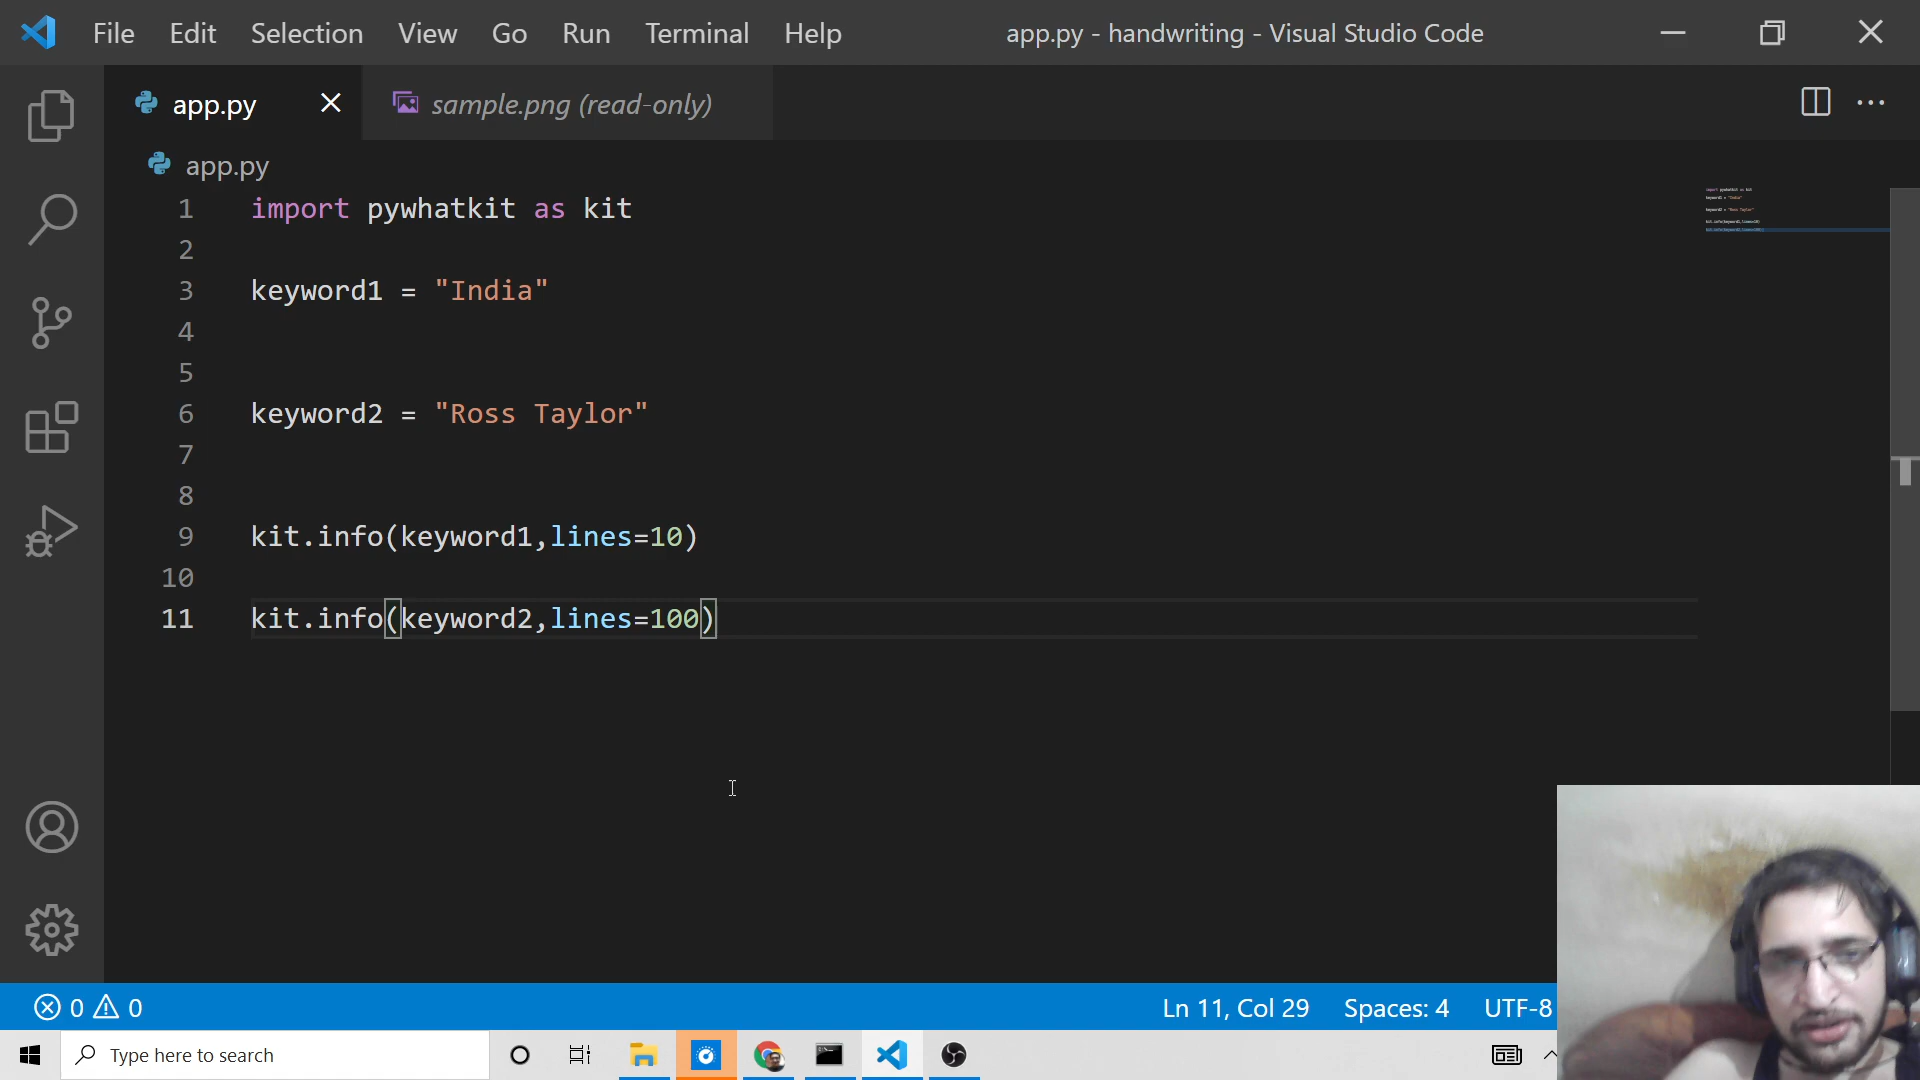 File Edit Selection View Go Run Terminal Help app.py - handwriting - Visual Studio Code
app.py sample.png (read-only)
app.py
1 import pywhatkit as kit
2
3 keyword1 = "India"
4
5
6 keyword2 = "Ross Taylor"
7
8
9 kit.info(keyword1,lines=10)
10
11 kit.info(keyword2,lines=100)
0 0 Ln 11, Col 29 Spaces: 4 UTF-8
Type here to search